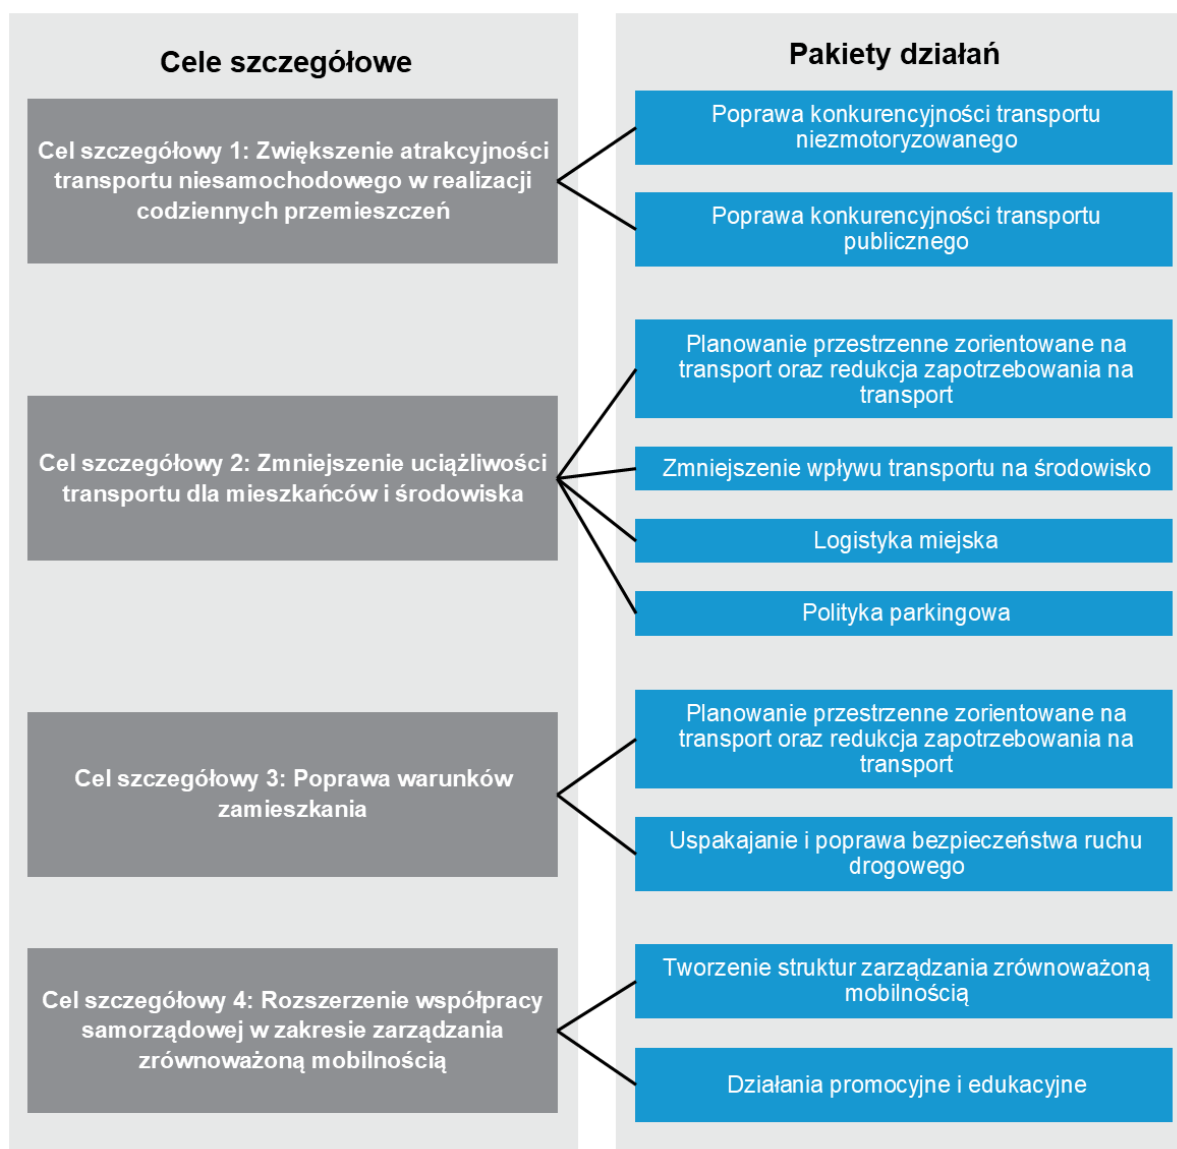 Cele szczegółowe
Cel szczegółowy 1: Zwiększenie atrakcyjności
transportu niesamochodowego w realizacji
codziennych przemieszczeń
Cel szczegółowy 2: Zmniejszenie uciążliwości
transportu dla mieszkańców i środowiska
Cel szczegółowy 3: Poprawa warunków
zamieszkania
Cel szczegółowy 4: Rozszerzenie współpracy
samorządowej w zakresie zarządzania
zrównoważoną mobilnością
Pakiety działań
Poprawa konkurencyjności transportu
niezmotoryzowanego
Poprawa konkurencyjności transportu
publicznego
Planowanie przestrzenne zorientowane na
transport oraz redukcja zapotrzebowania na
transport
Zmniejszenie wpływu transportu na środowisko
Logistyka miejska
Polityka parkingowa
Planowanie przestrzenne zorientowane na
transport oraz redukcja zapotrzebowania na
transport
Uspakajanie i poprawa bezpieczeństwa ruchu
drogowego
Tworzenie struktur zarządzania zrównoważoną
mobilnością
Działania promocyjne i edukacyjne